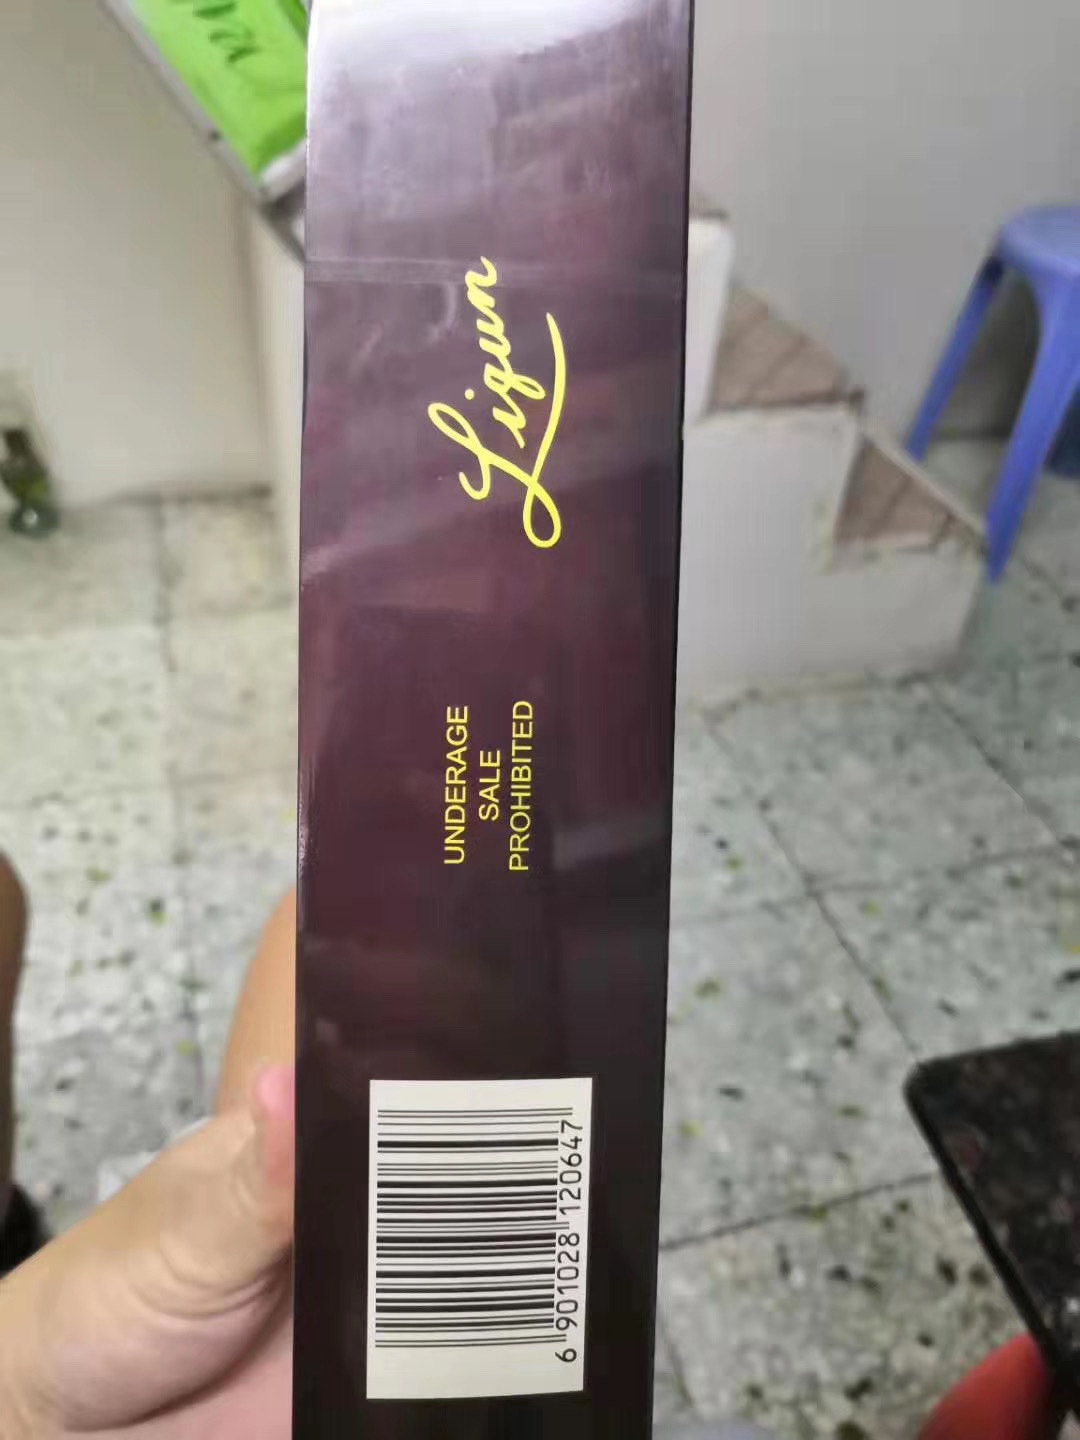 Liqun
UNDERAGE
SALE
PROHIBITED
6 901028 120647